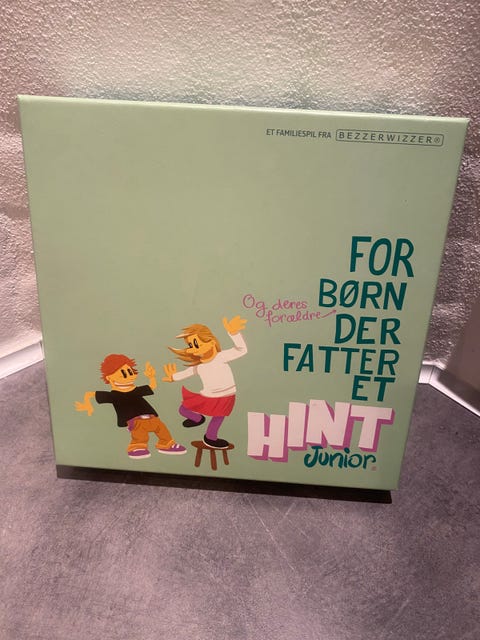 ET FAMILIESPIL FRA BEZZERWIZZER®
FOR
BØRN
Og deres
forældre
DER
FATTER
ET
HINT
Junior®